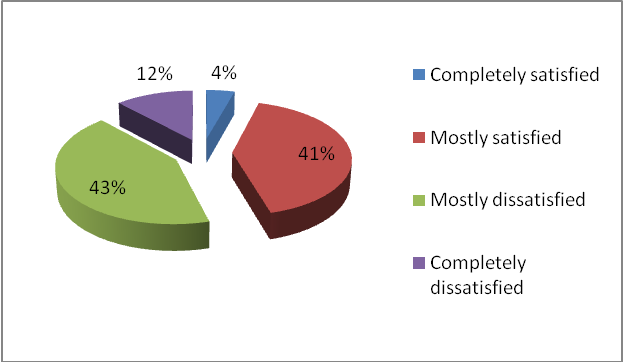 12%
4%
41%
43%
Completely satisfied
Mostly satisfied
Mostly dissatisfied
Completely
dissatisfied